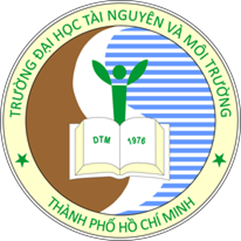 TRƯỜNG ĐẠI HỌC TÀI NGUYÊN VÀ MÔI TRƯỜNG
DTM 1976
THÀNH PHỐ HỒ CHÍ MINH